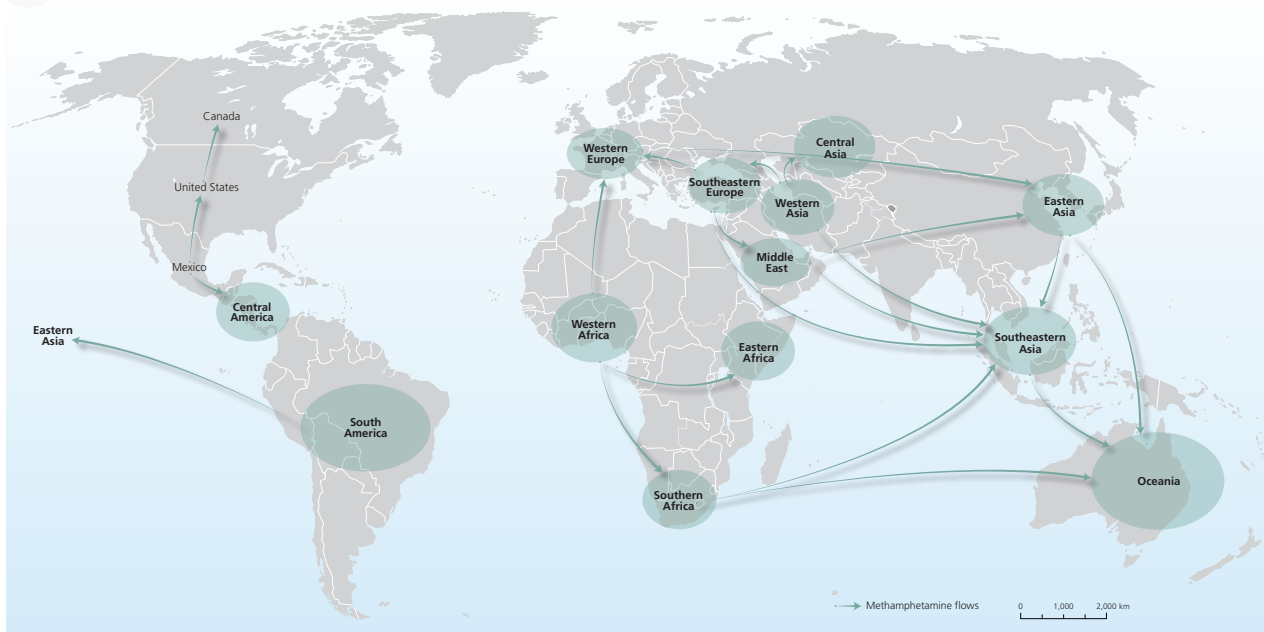 Canada
United States
Mexico
Central
America
Eastern
Asia
South
America
Western
Europe
Southeastern
Europe
Central
Asia
Western
Asia
Eastern
Asia
Middle
East
Western
Africa
Eastern
Africa
Southeastern
Asia
Southern
Africa
Oceania
Methamphetamine flows
0 1,000 2,000 km